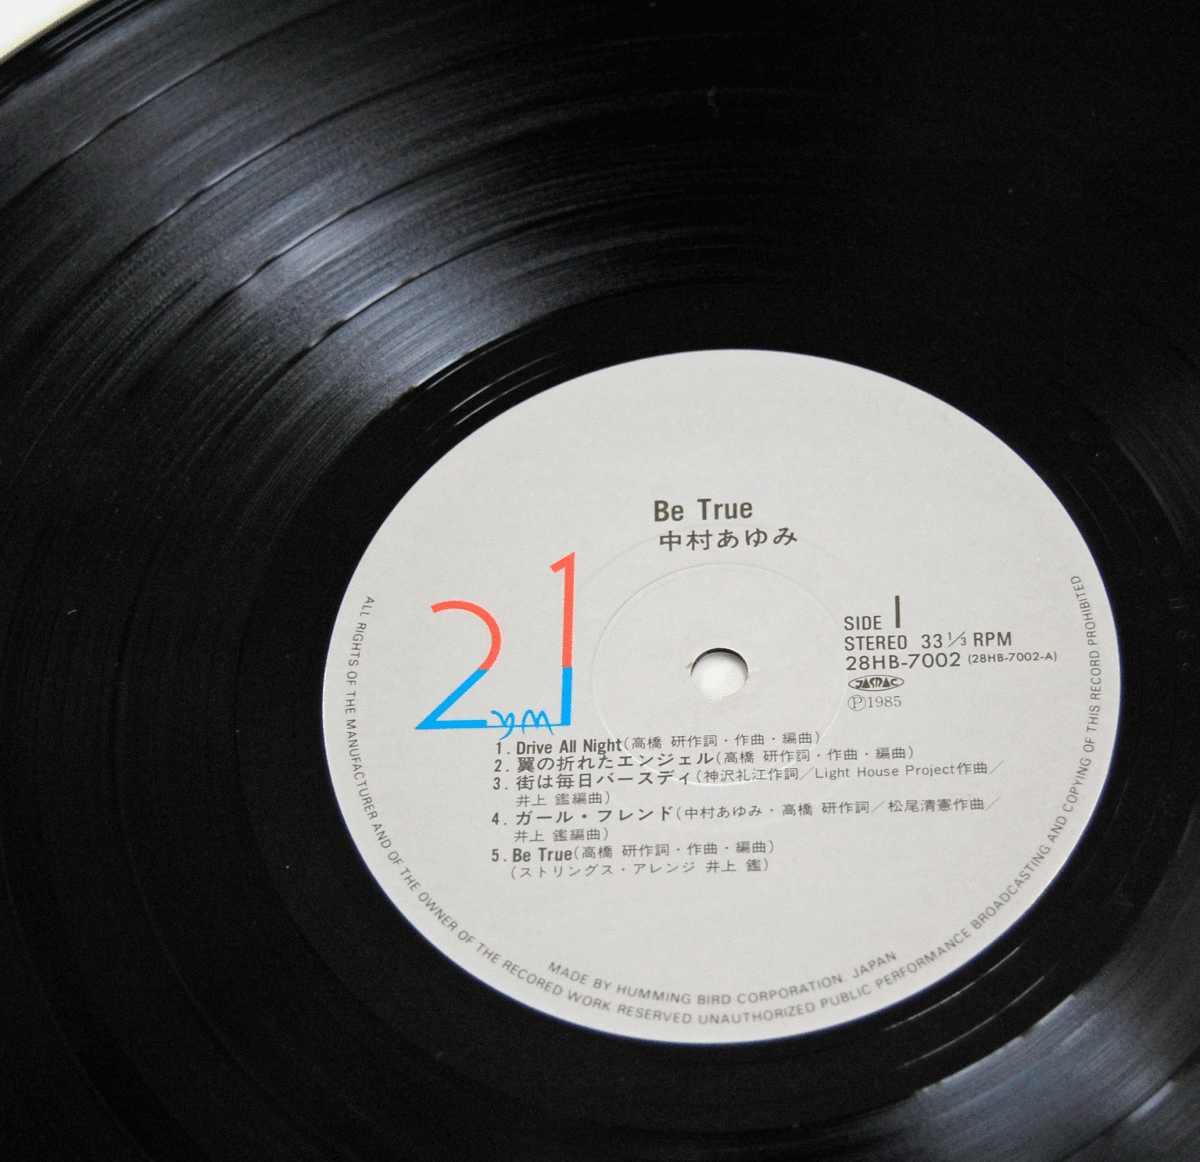 Be True
中村あゆみ
21
SIDE 1
STEREO 33 1/3 RPM
28HB-7002 (28HB-7002-A)
JASRAC
Ⓟ1985
1. Drive All Night(高橋 研作詞・作曲・編曲)
2. 翼の折れたエンジェル(高橋 研作詞・作曲・編曲)
3. 街は毎日バースディ(神沢礼江作詞/Light House Project作曲/
井上 鑑編曲)
4. ガール・フレンド(中村あゆみ・高橋 研作詞/松尾清憲作曲/
井上 鑑編曲)
5. Be True(高橋 研作詞・作曲・編曲)
(ストリングス・アレンジ 井上 鑑)
MADE BY HUMMING BIRD CORPORATION. JAPAN
ALL RIGHTS OF THE MANUFACTURER AND OF THE OWNER OF THE RECORED WORK RESERVED UNAUTHORIZED PUBLIC PERFORMANCE BROADCASTING AND COPYING OF THIS RECORD PROHIBITED